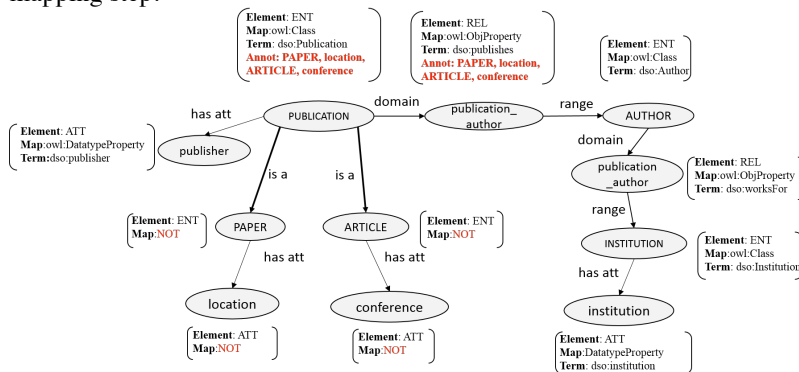 mapping step.
Element: ENT
Map:owl:Class
Term: dso:Publication
Annot: PAPER, location,
ARTICLE, conference
Element: REL
Map:owl:ObjProperty
Term: dso:publishes
Annot: PAPER, location,
ARTICLE, conference
Element: ENT
Map:owl:Class
Term: dso:Author
has att
PUBLICATION
domain
publication_
author
range
AUTHOR
Element: ATT
Map:owl:DatatypeProperty
Term:dso:publisher
publisher
domain
is a
is a
publication
_author
Element: REL
Map:owl:ObjProperty
Term: dso:worksFor
range
Element: ENT
Map:NOT
PAPER
ARTICLE
Element: ENT
Map:NOT
INSTITUTION
Element: ENT
Map:owl:Class
Term: dso:Institution
has att
has att
has att
location
conference
institution
Element: ATT
Map:NOT
Element: ATT
Map:NOT
Element: ATT
Map:DatatypeProperty
Term: dso:institution